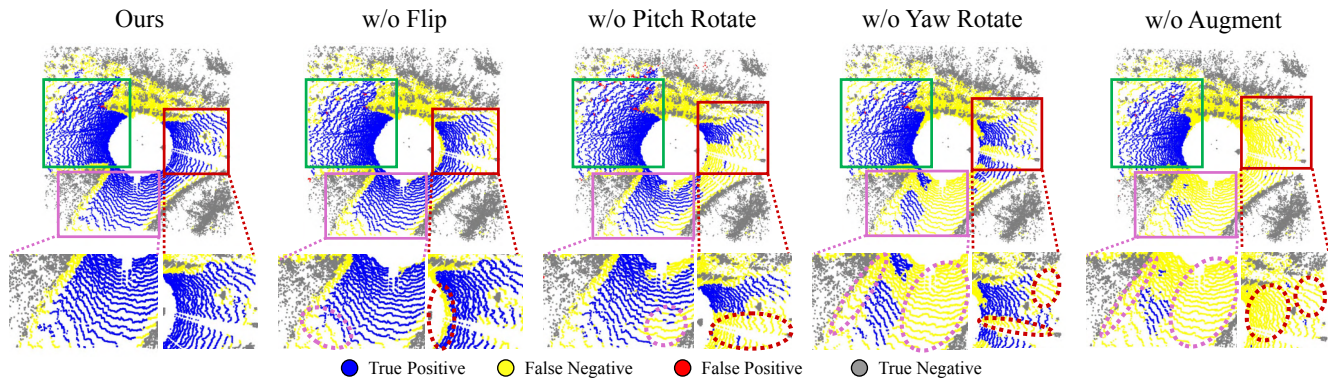 Ours w/o Flip w/o Pitch Rotate w/o Yaw Rotate w/o Augment
True Positive False Negative False Positive True Negative